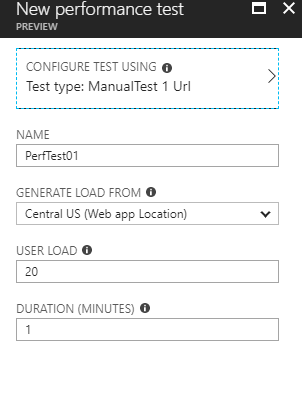 New performance test
PREVIEW
CONFIGURE TEST USING
Test type: ManualTest 1 Url
NAME
PerfTest01
GENERATE LOAD FROM
Central US (Web app Location)
USER LOAD
20
DURATION (MINUTES)
1